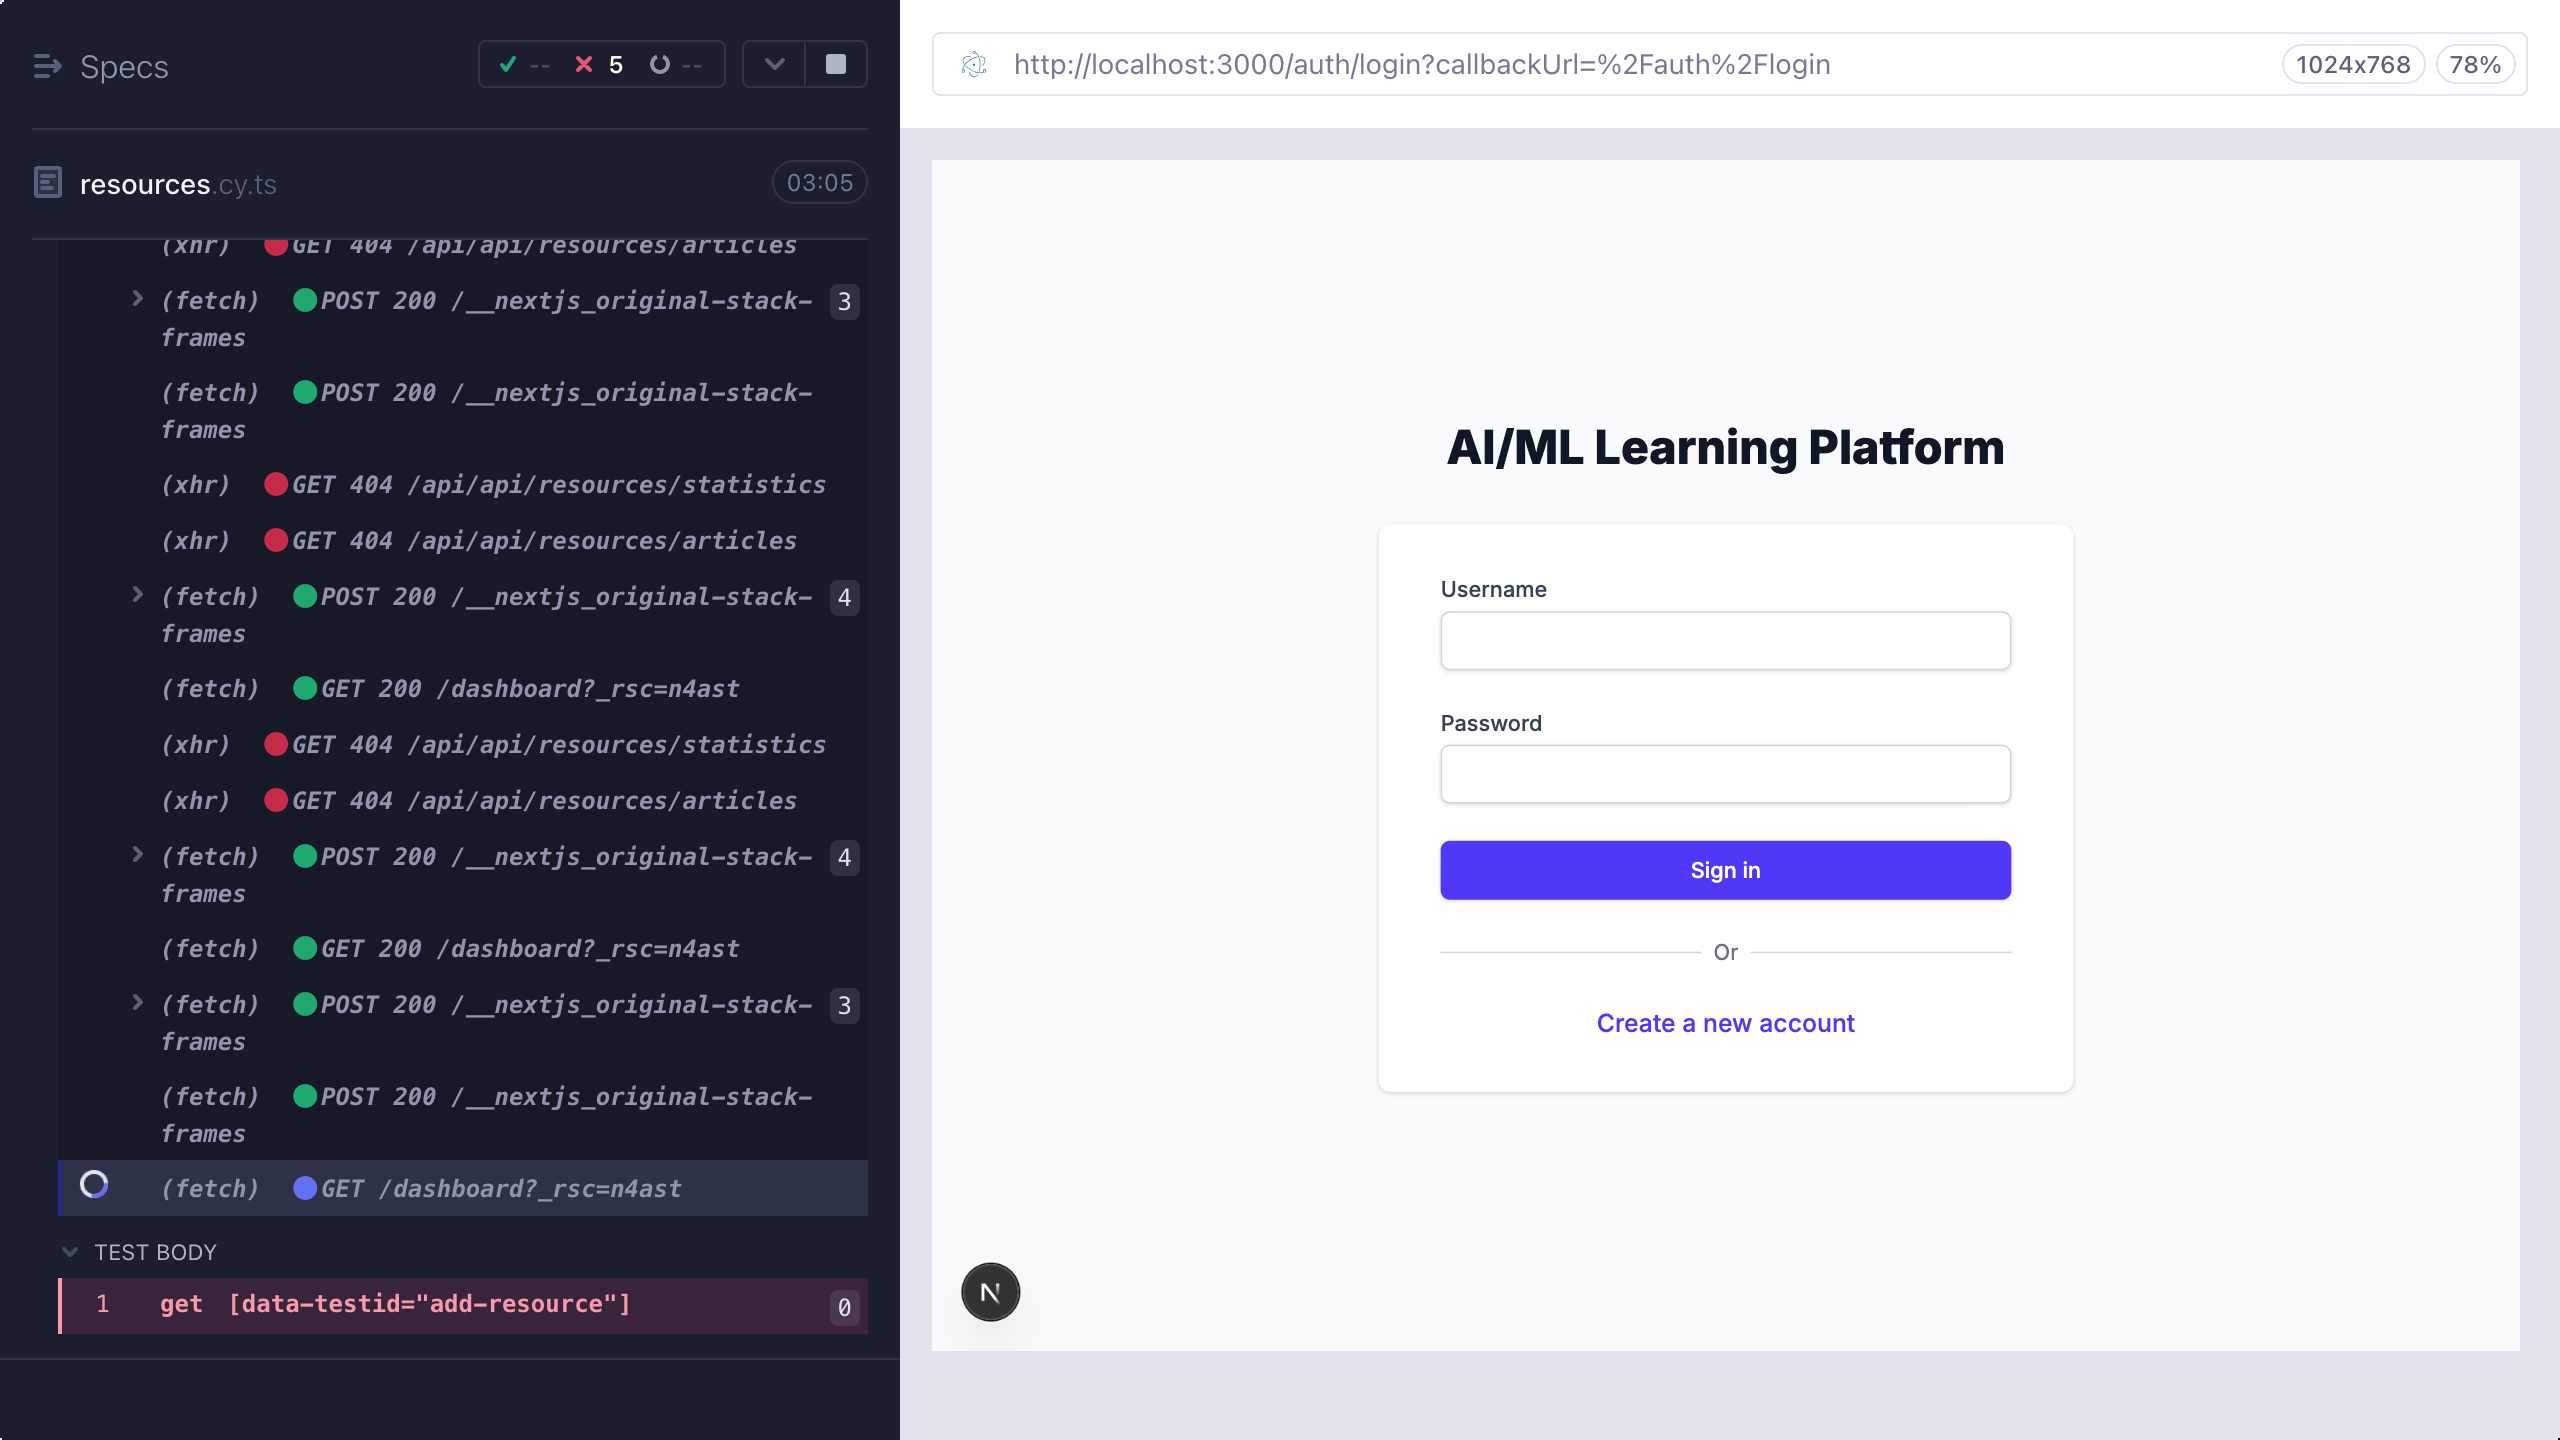 Specs
-- 5 --
resources.cy.ts
03:05
(xhr) GET 404 /api/api/resources/articles
(fetch) POST 200 /__nextjs_original-stack- 3
frames
(fetch) POST 200 /__nextjs_original-stack-
frames
(xhr) GET 404 /api/api/resources/statistics
(xhr) GET 404 /api/api/resources/articles
(fetch) POST 200 /__nextjs_original-stack- 4
frames
(fetch) GET 200 /dashboard?_rsc=n4ast
(xhr) GET 404 /api/api/resources/statistics
(xhr) GET 404 /api/api/resources/articles
(fetch) POST 200 /__nextjs_original-stack- 4
frames
(fetch) GET 200 /dashboard?_rsc=n4ast
(fetch) POST 200 /__nextjs_original-stack- 3
frames
(fetch) POST 200 /__nextjs_original-stack-
frames
(fetch) GET /dashboard?_rsc=n4ast
TEST BODY
1 get [data-testid="add-resource"] 0
http://localhost:3000/auth/login?callbackUrl=%2Fauth%2Flogin
1024x768
78%
AI/ML Learning Platform
Username
Password
Sign in
Or
Create a new account
N